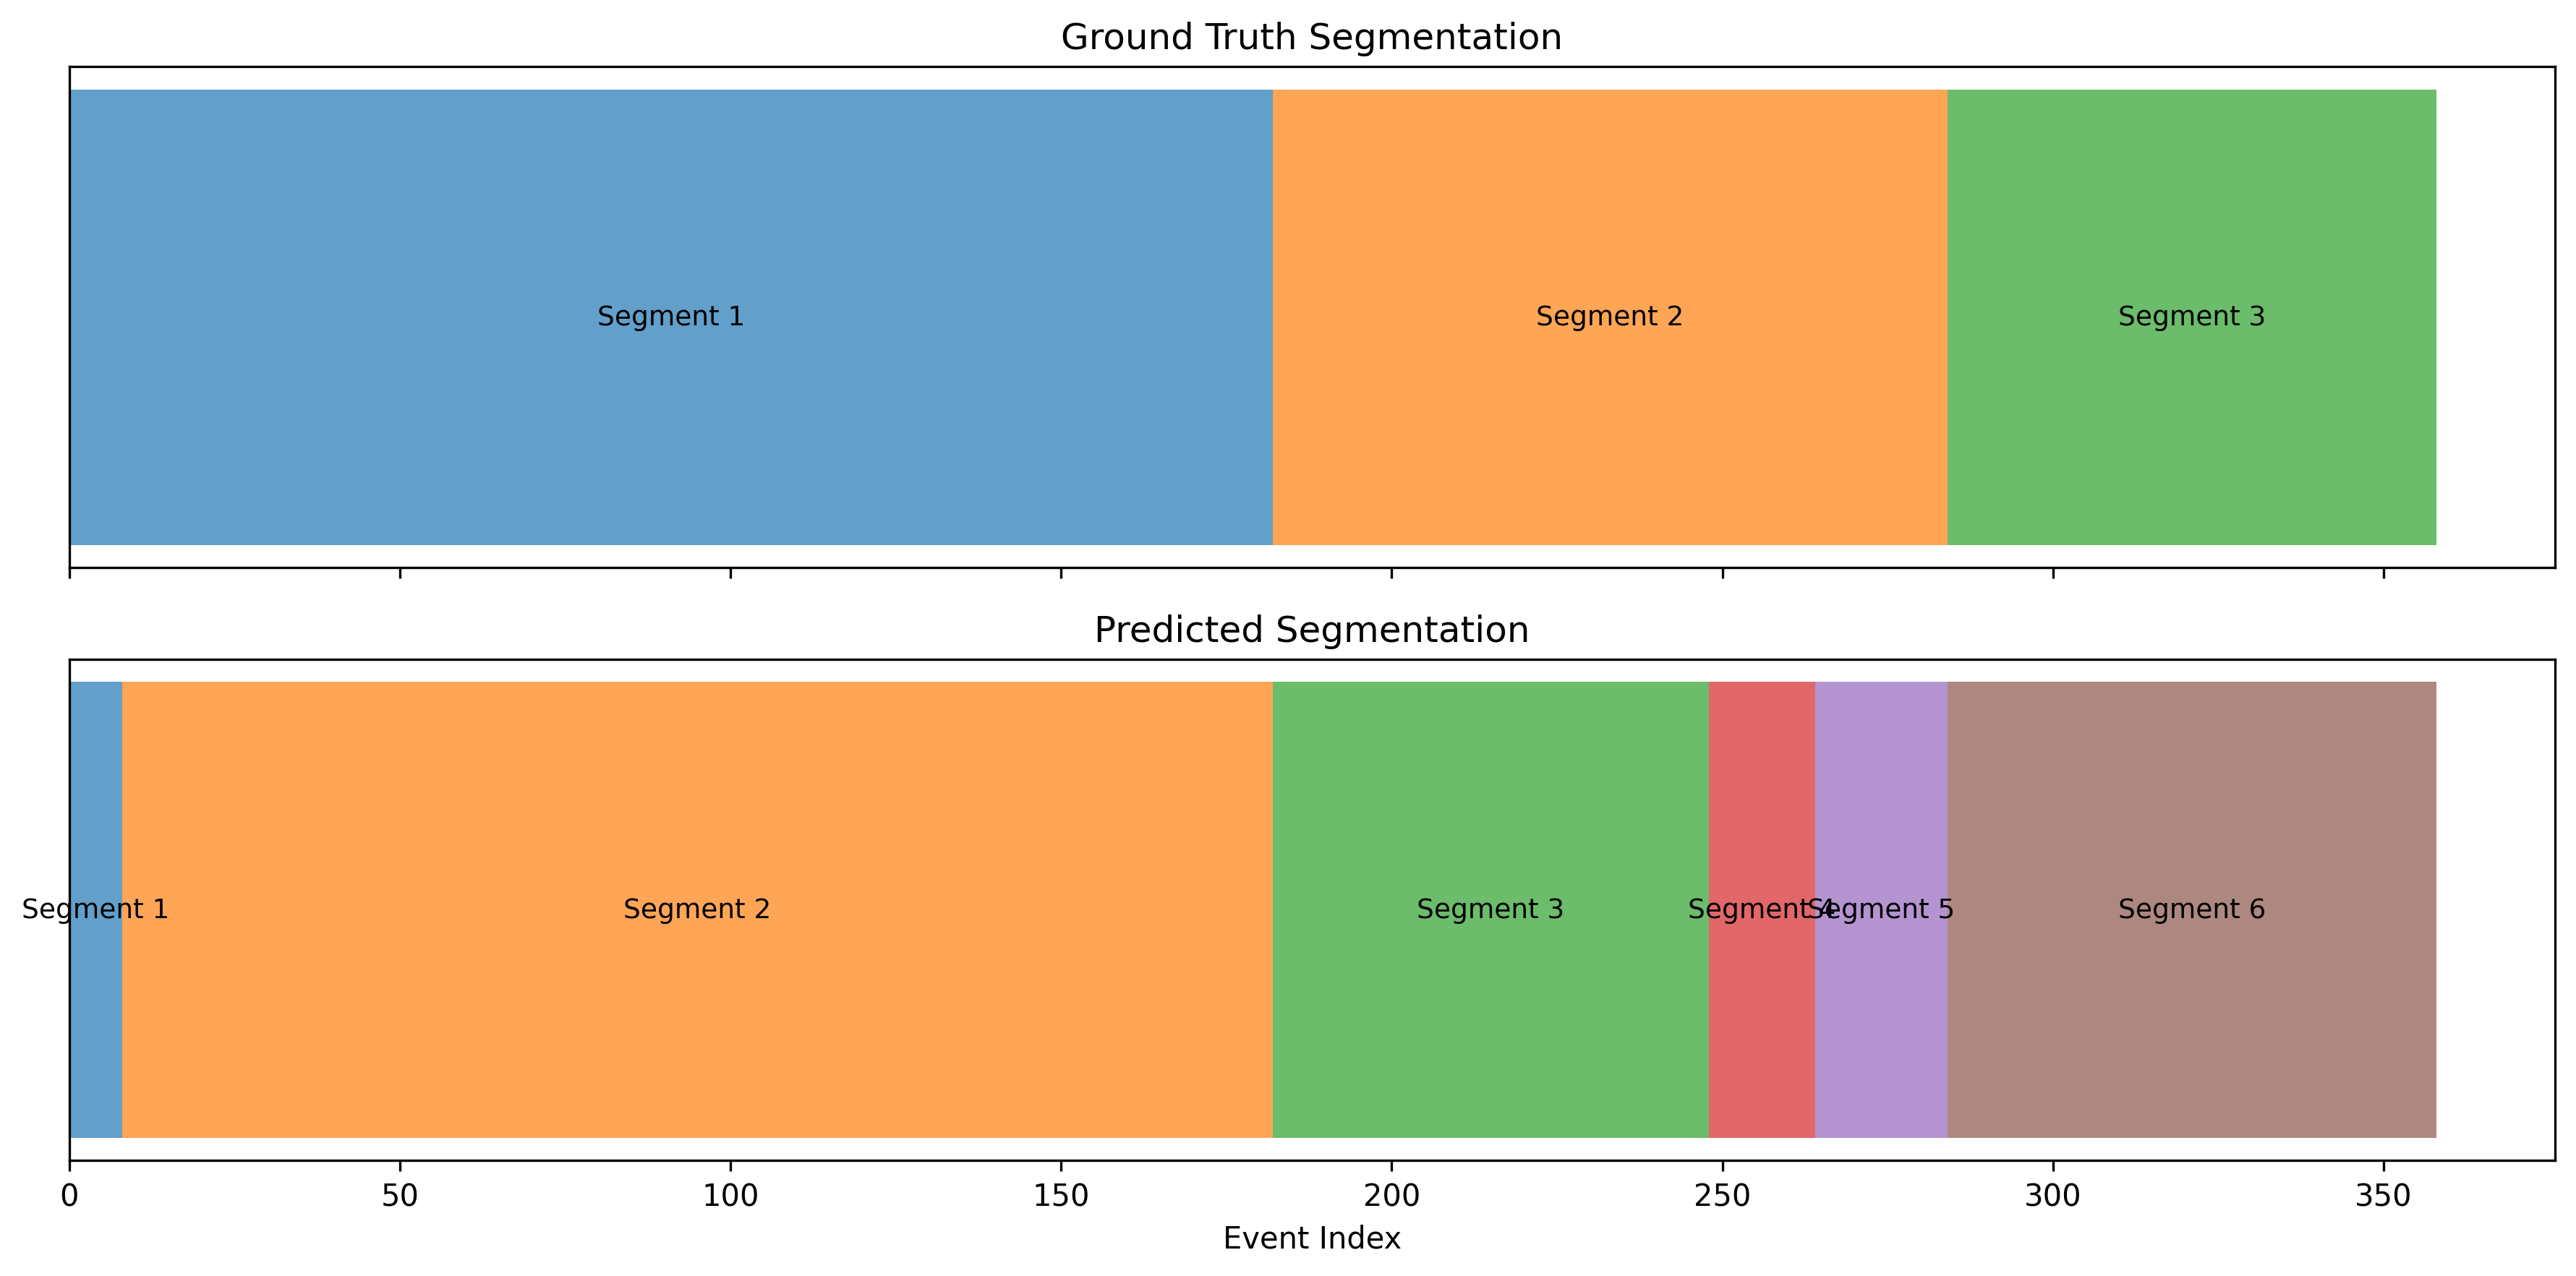 Ground Truth Segmentation
Segment 1 Segment 2 Segment 3
Predicted Segmentation
Segment 1 Segment 2 Segment 3 Segment 4 Segment 5 Segment 6
0 50 100 150 200 250 300 350
Event Index